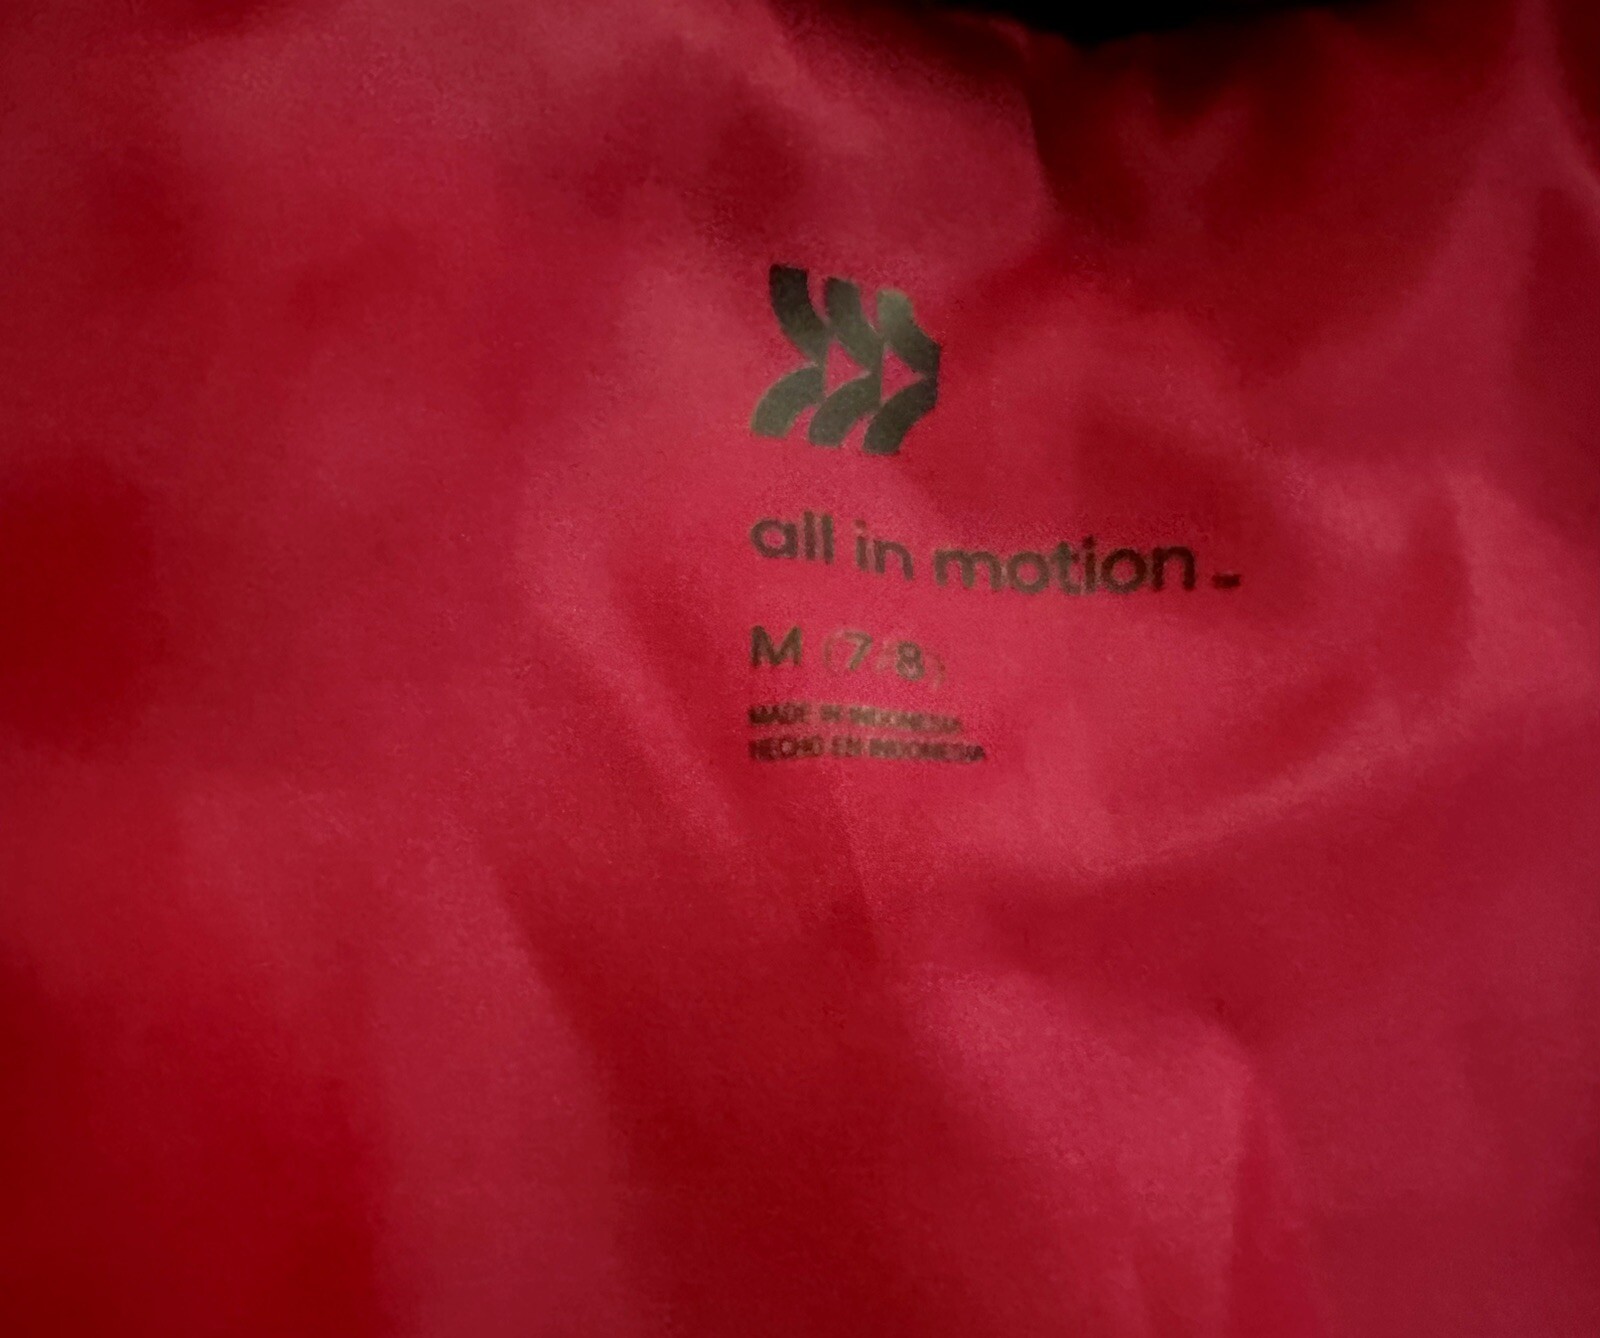 all in motion
M (7/8)
MADE IN INDONESIA
HECHO EN INDONESIA